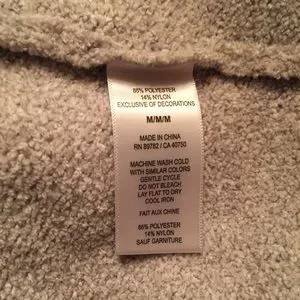 86% POLYESTER
14% NYLON
EXCLUSIVE OF DECORATIONS
M/M/M
MADE IN CHINA
RN 89782 / CA 40750
MACHINE WASH COLD
WITH SIMILAR COLORS
GENTLE CYCLE
DO NOT BLEACH
LAY FLAT TO DRY
COOL IRON
FAIT AUX CHINE
86% POLYESTER
14% NYLON
SAUF GARNITURE